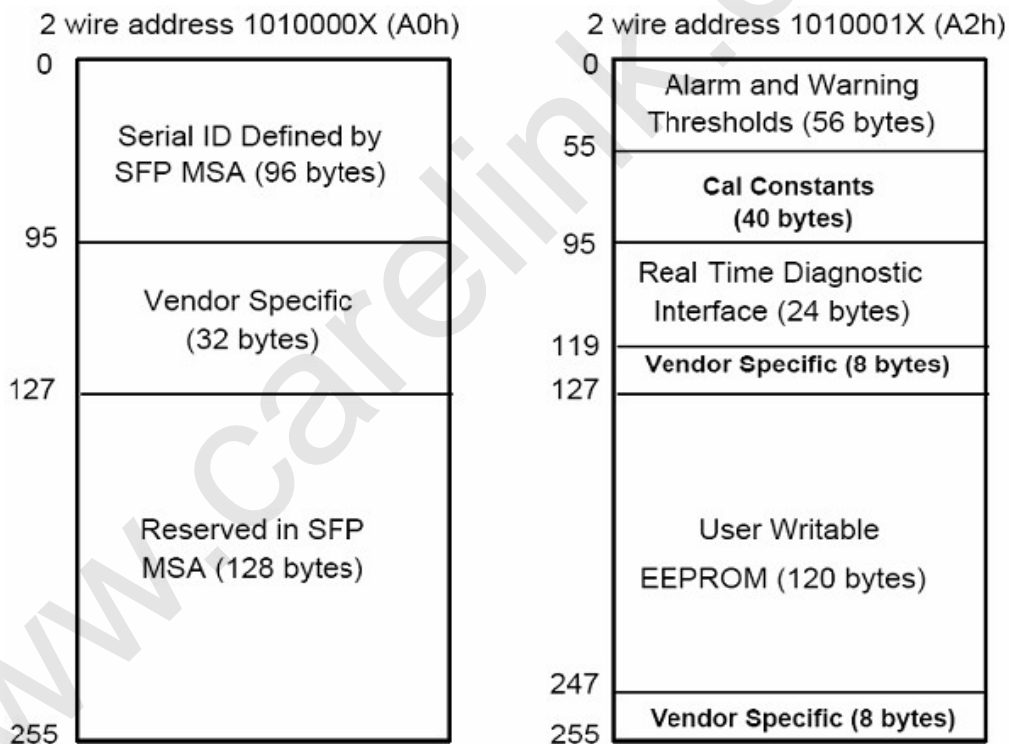 2 wire address 1010000X (A0h)
0
Serial ID Defined by
SFP MSA (96 bytes)
95
Vendor Specific
(32 bytes)
127
Reserved in SFP
MSA (128 bytes)
255
2 wire address 1010001X (A2h)
0
Alarm and Warning
Thresholds (56 bytes)
55
Cal Constants
(40 bytes)
95
Real Time Diagnostic
Interface (24 bytes)
119
Vendor Specific (8 bytes)
127
User Writable
EEPROM (120 bytes)
247
Vendor Specific (8 bytes)
255
www.carelink.c